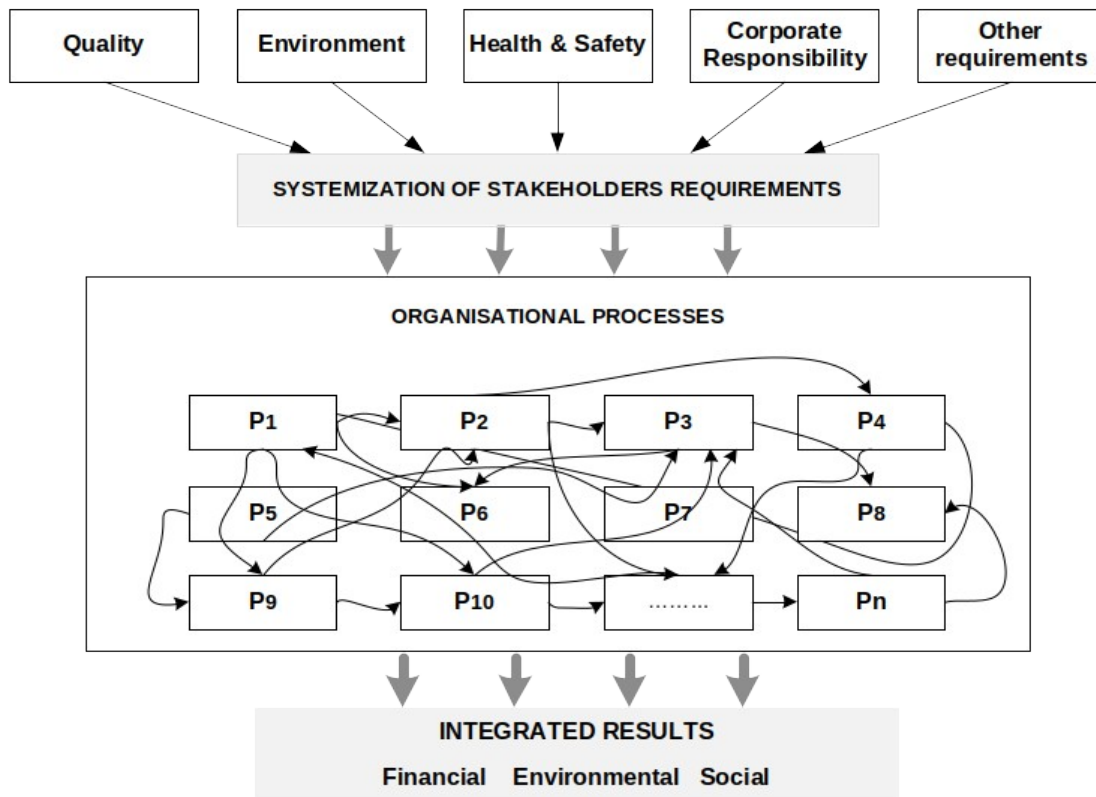 Quality
Environment
Health & Safety
Corporate
Responsibility
Other
requirements
SYSTEMIZATION OF STAKEHOLDERS REQUIREMENTS
ORGANISATIONAL PROCESSES
P1
P2
P3
P4
P5
P6
P7
P8
P9
P10
.........
Pn
INTEGRATED RESULTS
Financial Environmental Social